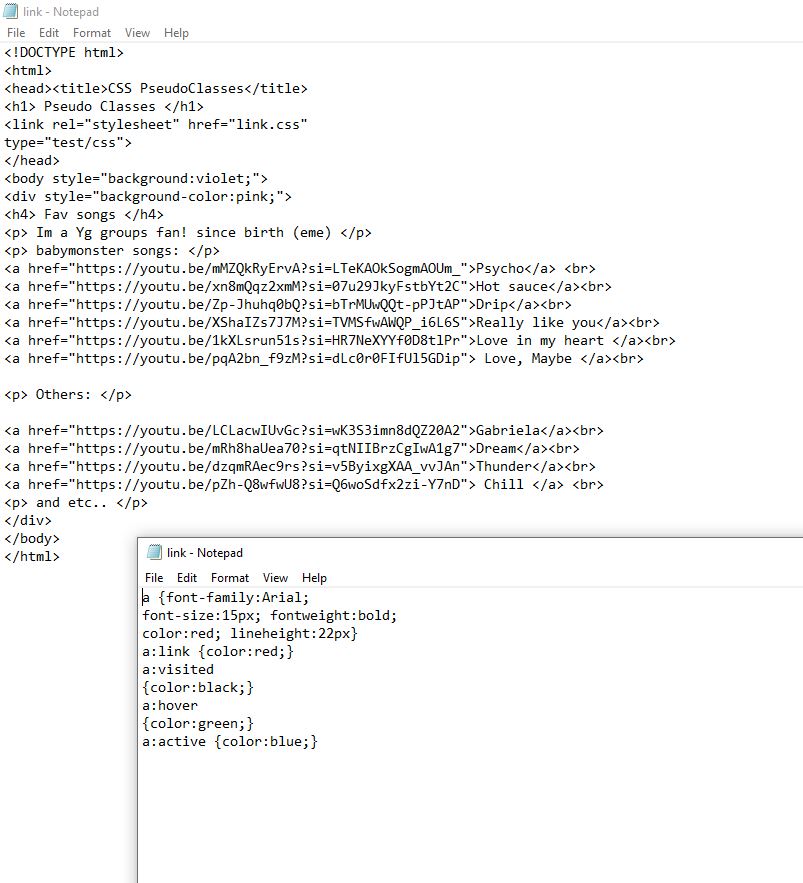 link - Notepad
File Edit Format View Help
<!DOCTYPE html>
<html>
<head><title>CSS PseudoClasses</title>
<h1> Pseudo Classes </h1>
<link rel="stylesheet" href="link.css"
type="test/css">
</head>
<body style="background:violet;">
<div style="background-color:pink;">
<h4> Fav songs </h4>
<p> Im a Yg groups fan! since birth (eme) </p>
<p> babymonster songs: </p>
<a href="https://youtu.be/mMZQkRyErvA?si=LTeKAOkSogmAOUm_">Psycho</a> <br>
<a href="https://youtu.be/xn8mQqz2xmM?si=07u29JkyFstbYt2C">Hot sauce</a><br>
<a href="https://youtu.be/Zp-Jhuhq0bQ?si=bTrMUwQQt-pPJtAP">Drip</a><br>
<a href="https://youtu.be/XShaIZs7J7M?si=TVMSfwAWQP_i6L6S">Really like you</a><br>
<a href="https://youtu.be/1kXLsrun51s?si=HR7NeXYYf0D8tlPr">Love in my heart </a><br>
<a href="https://youtu.be/pqA2bn_f9zM?si=dLc0r0FIfUl5GDip"> Love, Maybe </a><br>
<p> Others: </p>
<a href="https://youtu.be/LCLacwIUvGc?si=wK3S3imn8dQZ20A2">Gabriela</a><br>
<a href="https://youtu.be/mRh8haUea70?si=qtNIIBrzCgIwA1g7">Dream</a><br>
<a href="https://youtu.be/dzqmRAec9rs?si=v5ByixgXAA_vvJAn">Thunder</a><br>
<a href="https://youtu.be/pZh-Q8wfwU8?si=Q6woSdfx2zi-Y7nD"> Chill </a> <br>
<p> and etc.. </p>
</div>
</body>
</html>
link - Notepad
File Edit Format View Help
a {font-family:Arial;
font-size:15px; fontweight:bold;
color:red; lineheight:22px}
a:link {color:red;}
a:visited
{color:black;}
a:hover
{color:green;}
a:active {color:blue;}